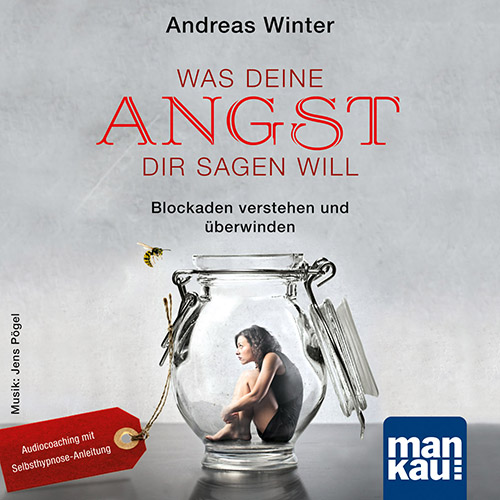 Andreas Winter
WAS DEINE
ANGST
DIR SAGEN WILL
Blockaden verstehen und
überwinden
Musik: Jens Pögel
Audiocoaching mit
Selbsthypnose-Anleitung
man
kau!!!